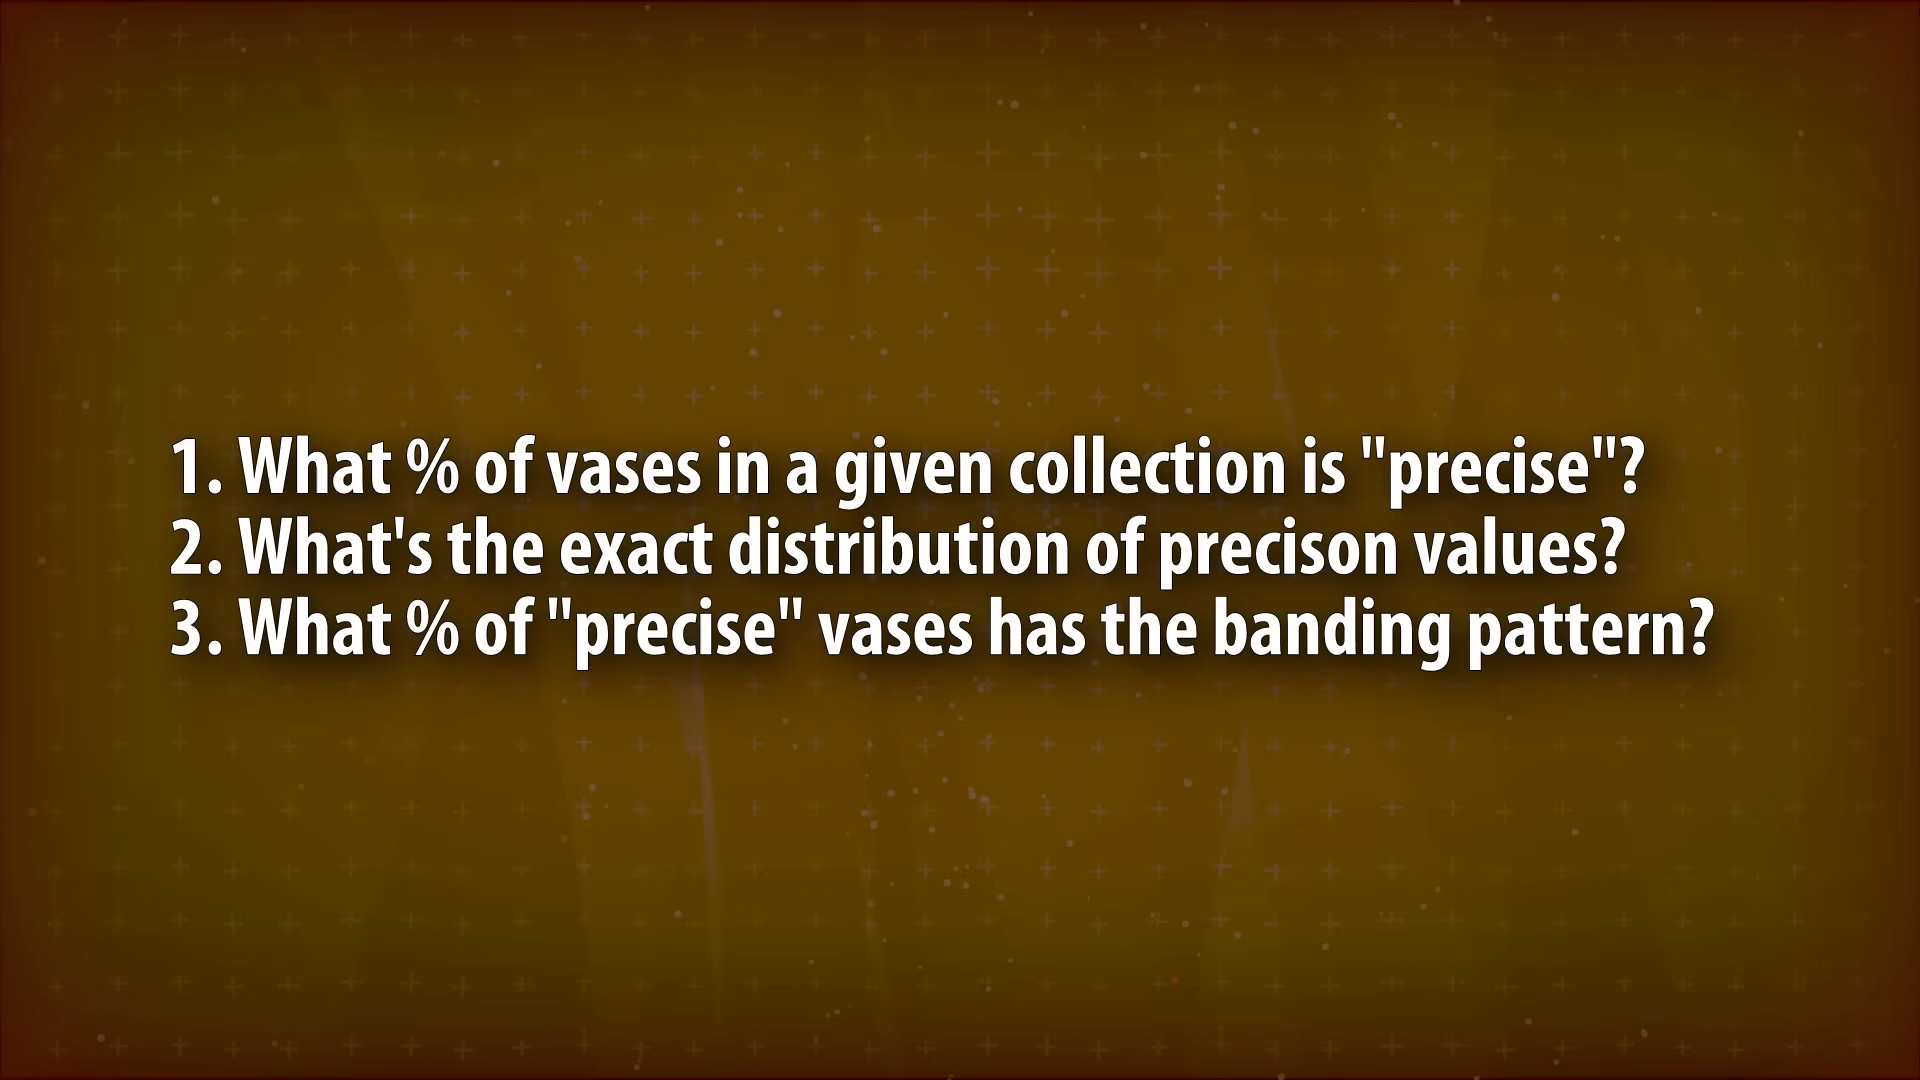 1. What % of vases in a given collection is "precise"?
2. What's the exact distribution of precison values?
3. What % of "precise" vases has the banding pattern?